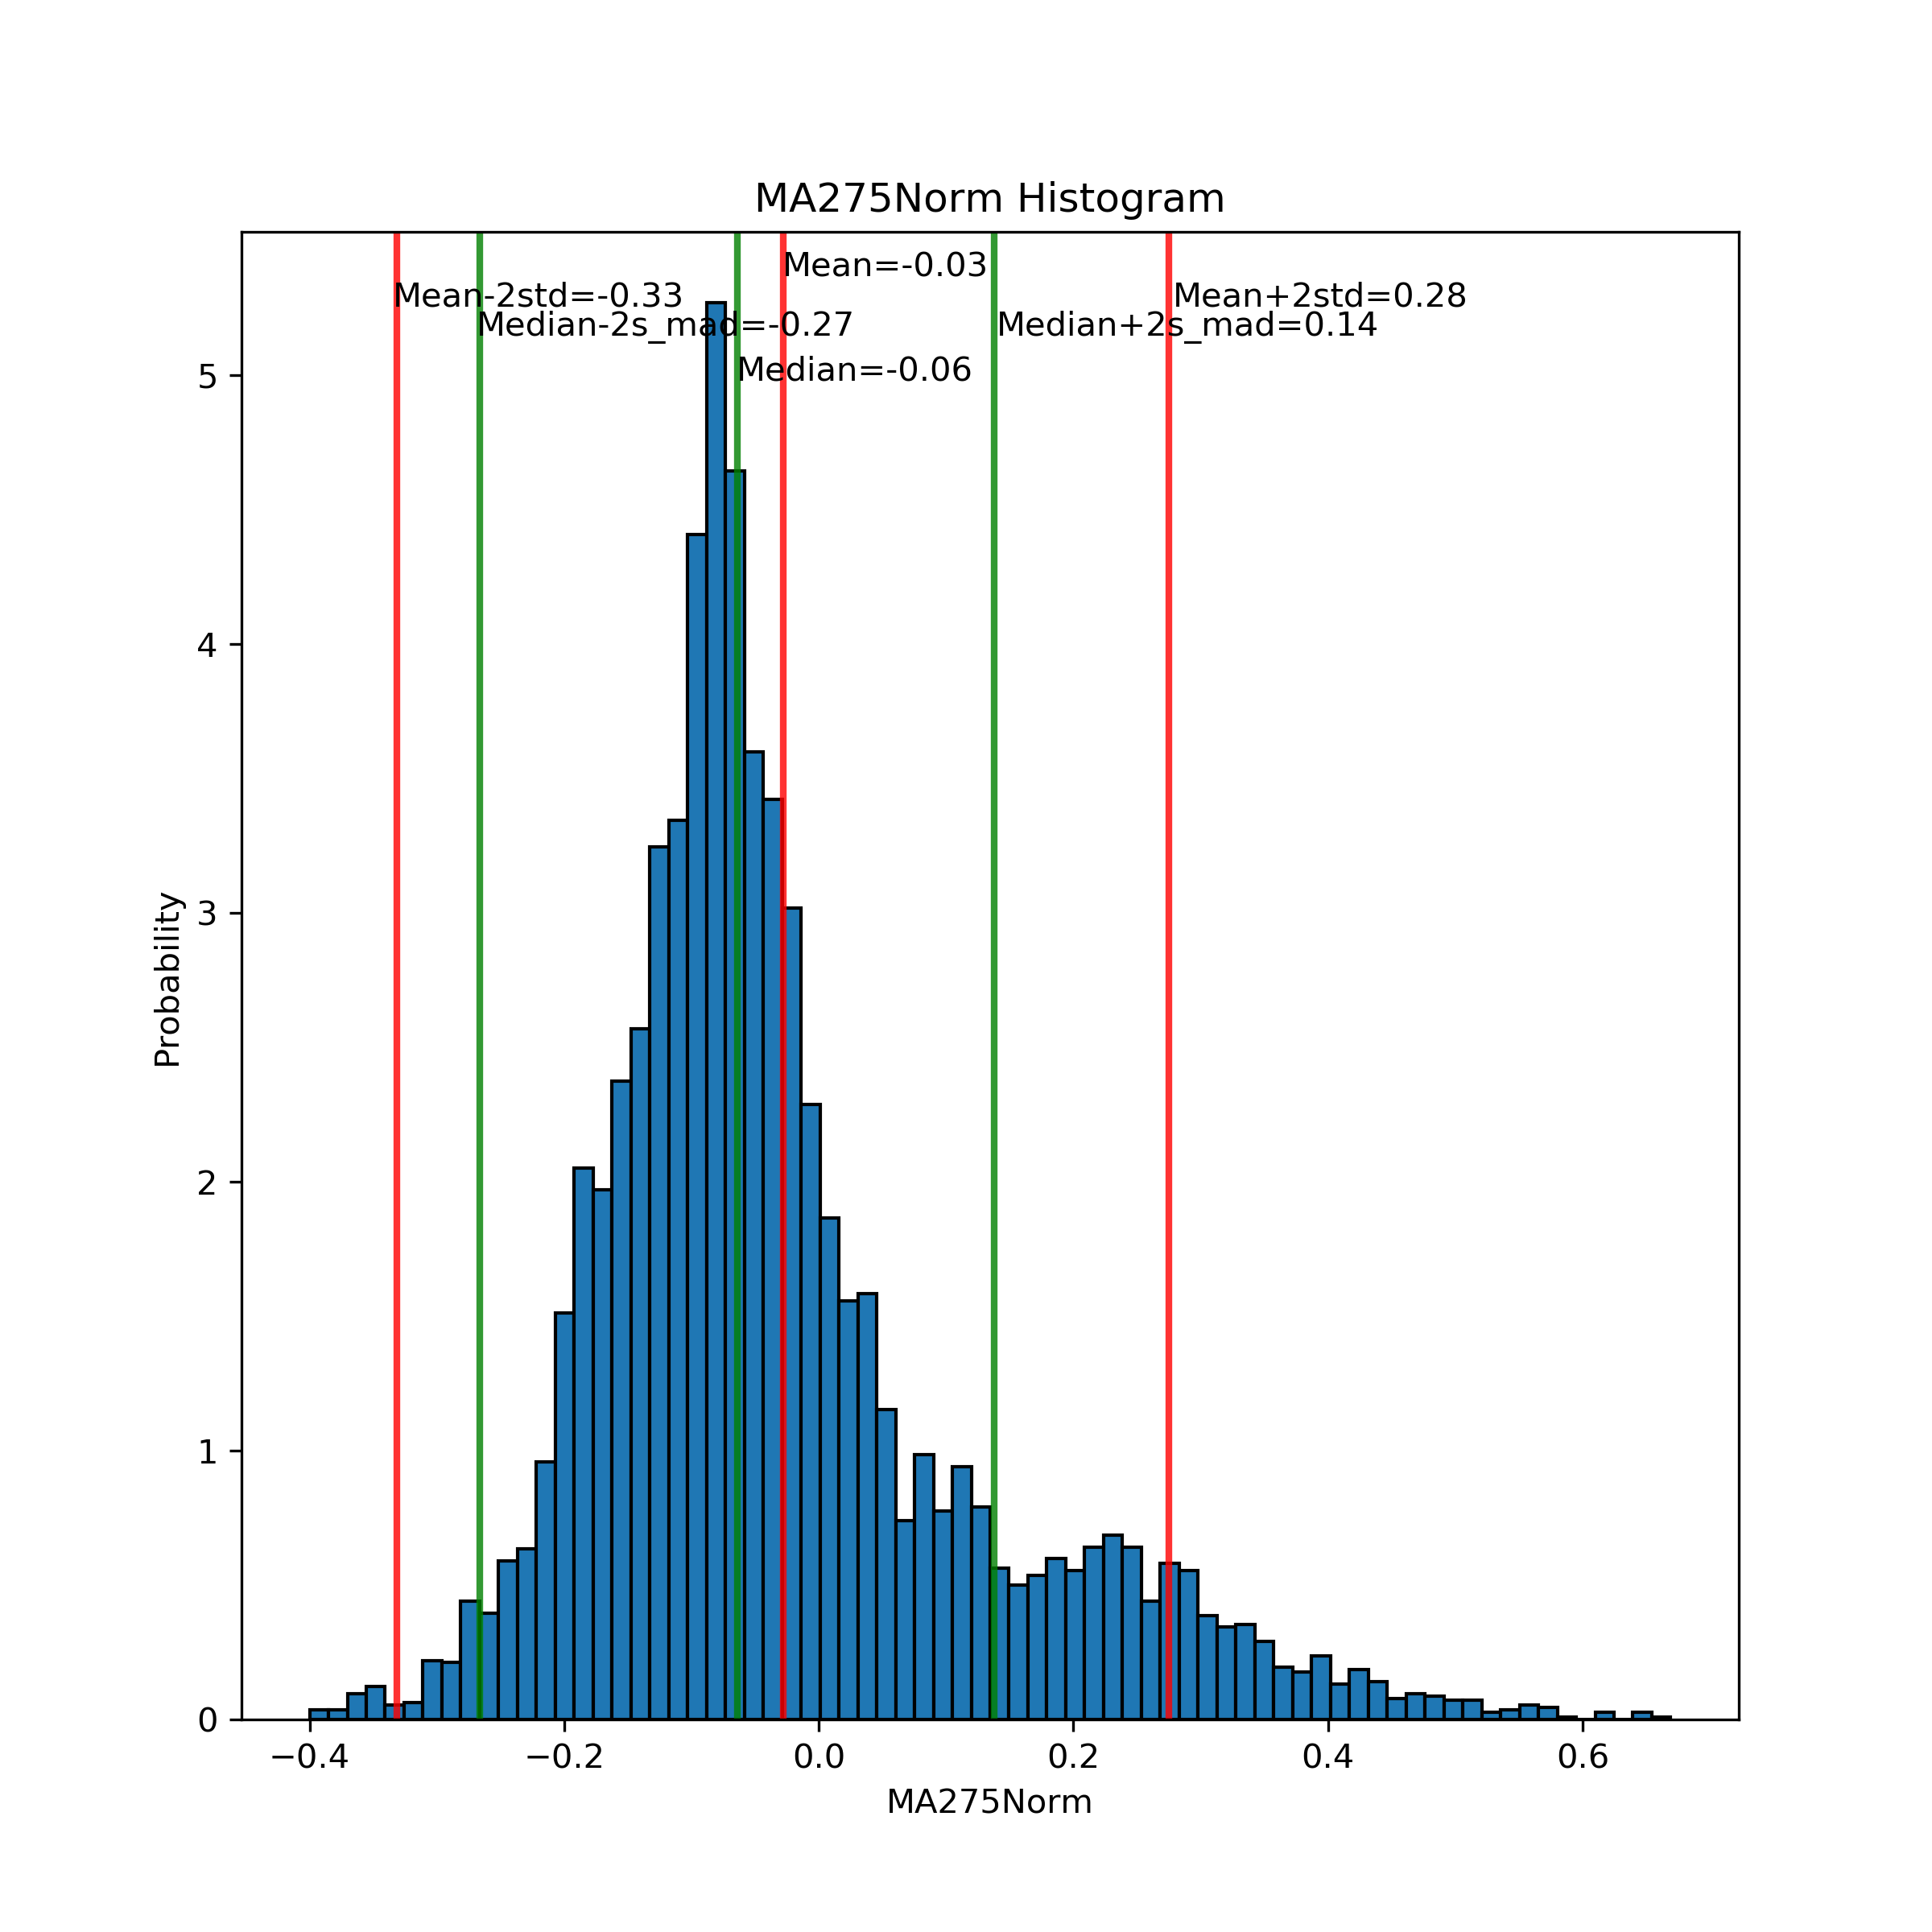 MA275Norm Histogram
Mean=-0.03
Mean-2std=-0.33
Mean+2std=0.28
Median-2s_mad=-0.27
Median+2s_mad=0.14
Median=-0.06
5
4
3
2
1
0
Probability
−0.4
−0.2
0.0
0.2
0.4
0.6
MA275Norm